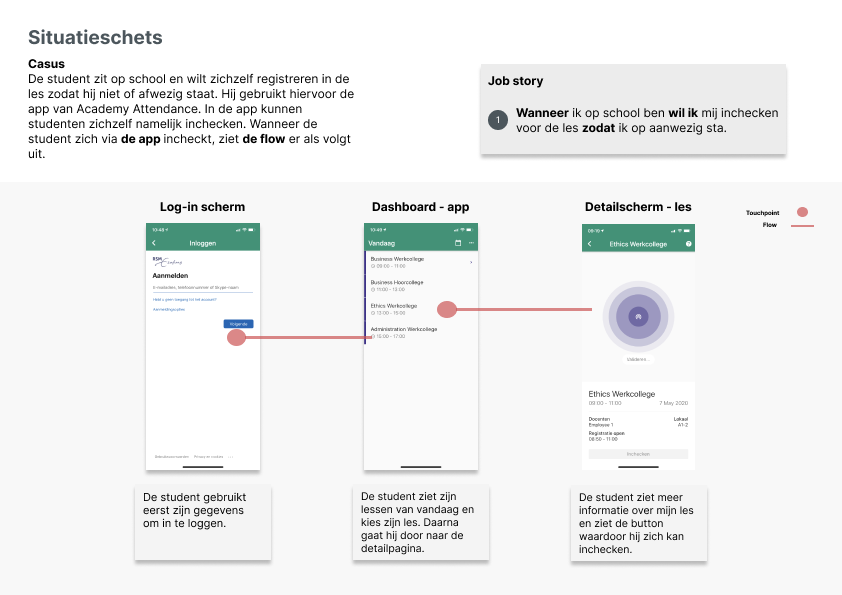 Situatieschets
Casus
De student zit op school en wilt zichzelf registreren in de
les zodat hij niet of afwezig staat. Hij gebruikt hiervoor de
app van Academy Attendance. In de app kunnen
studenten zichzelf namelijk inchecken. Wanneer de
student zich via de app incheckt, ziet de flow er als volgt
uit.
Job story
1
Wanneer ik op school ben wil ik mij inchecken
voor de les zodat ik op aanwezig sta.
Log-in scherm
Dashboard - app
Detailscherm - les
Touchpoint
Flow
10:49
Inloggen
Aanmelden
E-mailadres, telefoonnummer of Skype-naam
Hebt u geen toegang tot het account?
Aanmeldingsopties
Volgende
Gebruiksvoorwaarden Privacy en cookies ...
10:49
Vandaag
Business Werkcollege
09:00 - 11:00
Business Hoorcollege
11:00 - 13:00
Ethics Werkcollege
13:00 - 15:00
Administration Werkcollege
15:00 - 17:00
Ethics Werkcollege
Valideren...
Ethics Werkcollege
09:00 - 11:00 7 May 2020
Docenten Lokaal
Employee 1 A1-2
Registratie open
08:50 - 11:00
Inchecken
De student gebruikt
eerst zijn gegevens
om in te loggen.
De student ziet zijn
lessen van vandaag en
kies zijn les. Daarna
gaat hij door naar de
detailpagina.
De student ziet meer
informatie over mijn les
en ziet de button
waardoor hij zich kan
inchecken.